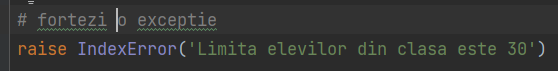 # fortezi o exceptie
raise IndexError('Limita elevilor din clasa este 30')